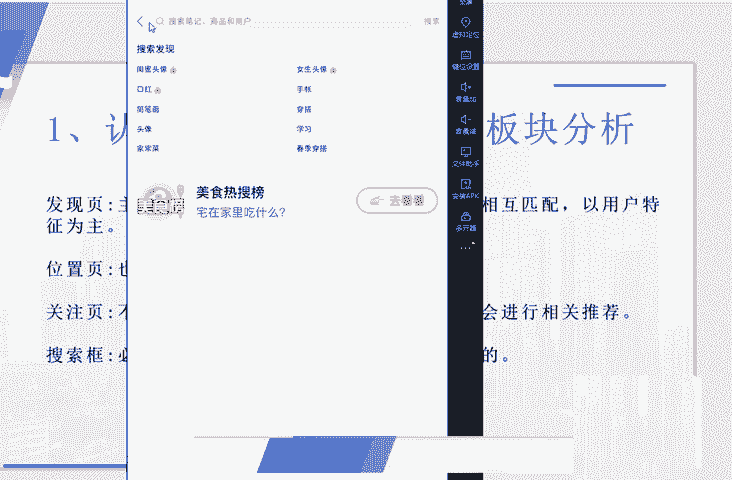 搜索笔记、商品和用户
搜索
搜索发现
闺蜜头像
女生头像
口红
手帐
简笔画
穿搭
头像
学习
家常菜
春季穿搭
美食热搜榜
宅在家里吃什么?
去看看
虚拟定位
键位设置
音量加
音量减
安装APK
多开器
1、认
板块分析
发现页:主
相互匹配，以用户特
征为主。
位置页:也
关注页:不
会进行相关推荐。
搜索框:必
的。